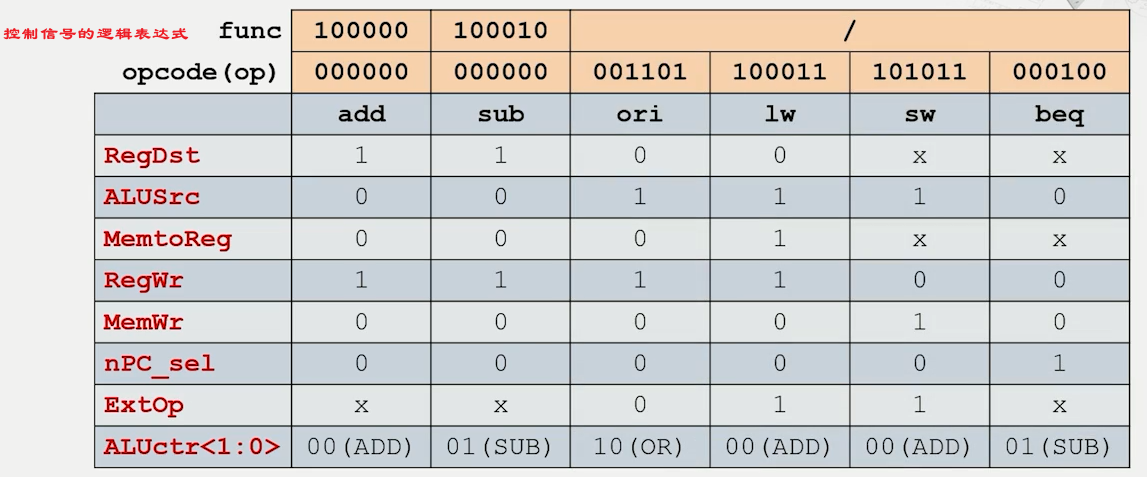 控制信号的逻辑表达式 func 100000 100010 /
opcode(op) 000000 000000 001101 100011 101011 000100
add sub ori lw sw beq
RegDst 1 1 0 0 x x
ALUSrc 0 0 1 1 1 0
MemtoReg 0 0 0 1 x x
RegWr 1 1 1 1 0 0
MemWr 0 0 0 0 1 0
nPC_sel 0 0 0 0 0 1
ExtOp x x 0 1 1 x
ALUctr<1:0> 00(ADD) 01(SUB) 10(OR) 00(ADD) 00(ADD) 01(SUB)